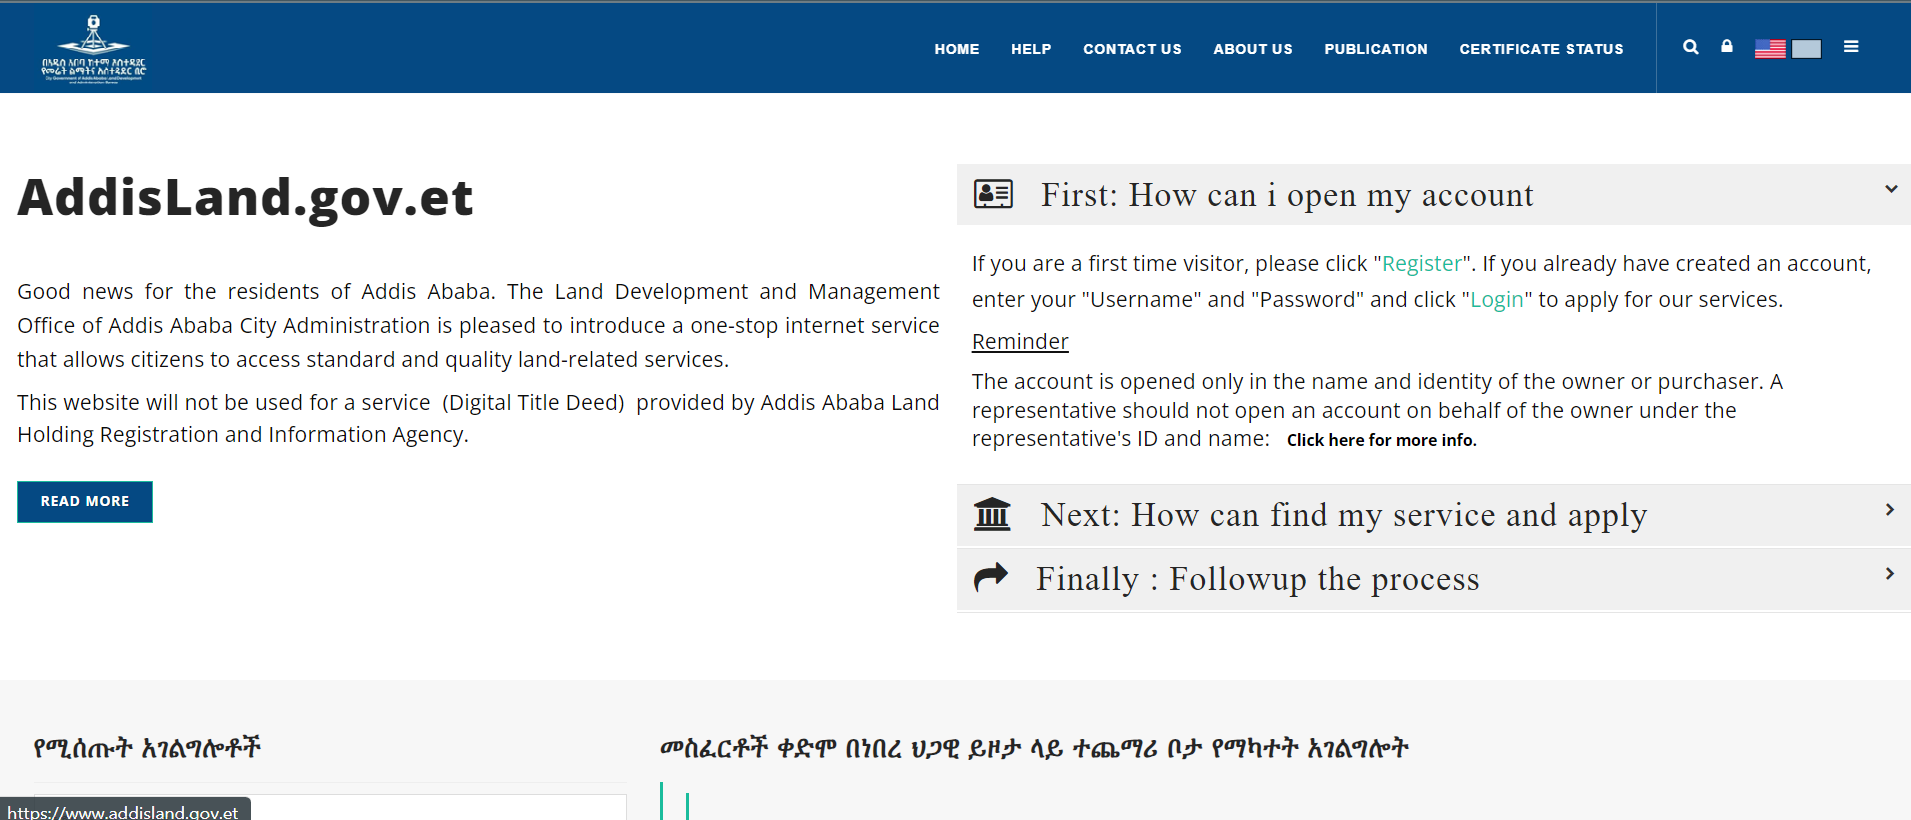 በአዲስ አበባ ከተማ አስተዳደር
የመሬት ልማትና አስተዳደር ቢሮ
HOME HELP CONTACT US ABOUT US PUBLICATION CERTIFICATE STATUS
AddisLand.gov.et
Good news for the residents of Addis Ababa. The Land Development and Management
Office of Addis Ababa City Administration is pleased to introduce a one-stop internet service
that allows citizens to access standard and quality land-related services.
This website will not be used for a service (Digital Title Deed) provided by Addis Ababa Land
Holding Registration and Information Agency.
READ MORE
First: How can i open my account
If you are a first time visitor, please click "Register". If you already have created an account,
enter your "Username" and "Password" and click "Login" to apply for our services.
Reminder
The account is opened only in the name and identity of the owner or purchaser. A
representative should not open an account on behalf of the owner under the
representative's ID and name: Click here for more info.
Next: How can find my service and apply
Finally : Followup the process
የሚሰጡት አገልግሎቶች
መስፈርቶች ቀድሞ በነበረ ህጋዊ ይዞታ ላይ ተጨማሪ ቦታ የማካተት አገልግሎት
https://www.addisland.gov.et